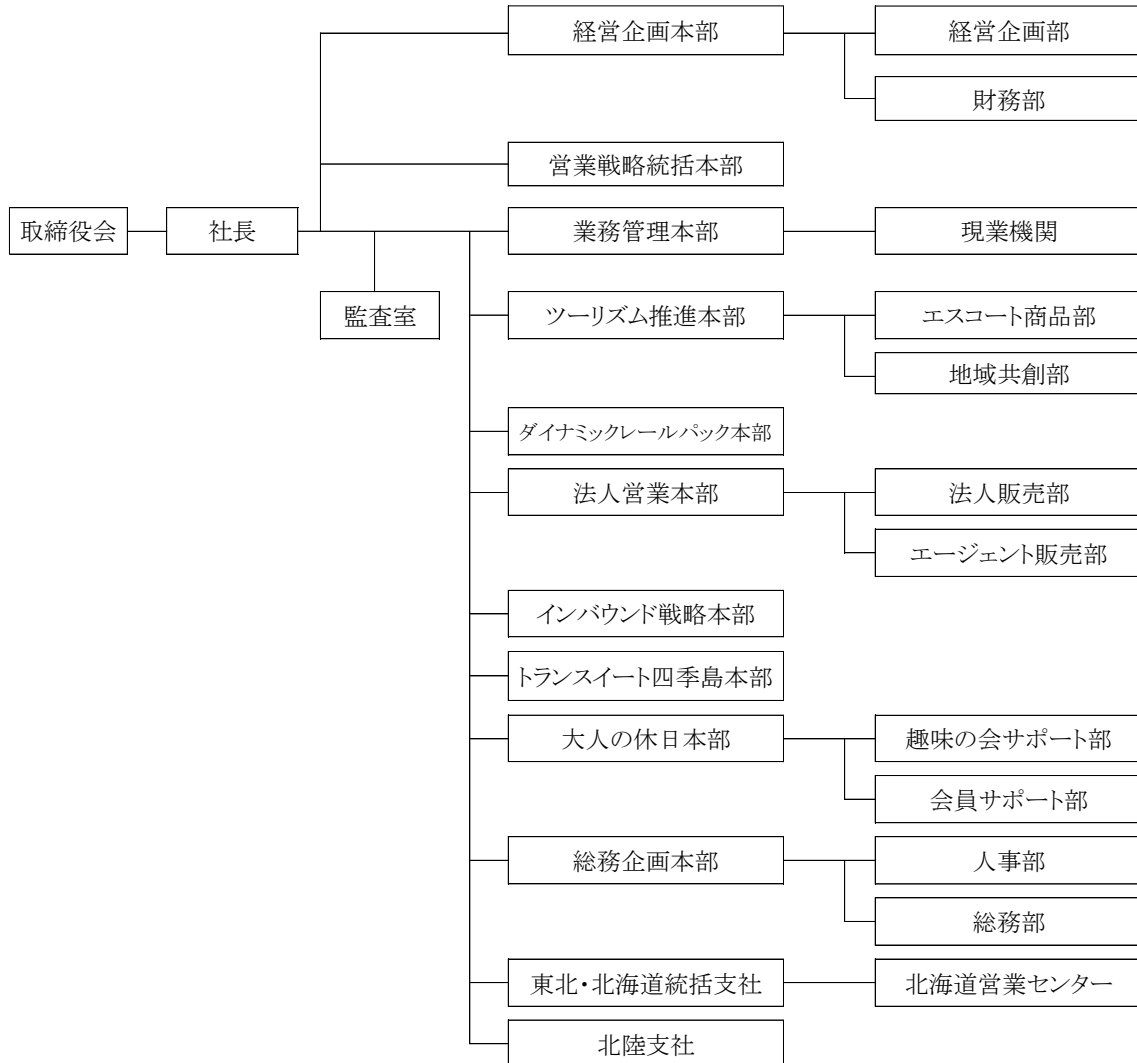 経営企画本部
経営企画部
財務部
営業戦略統括本部
取締役会
社長
業務管理本部
現業機関
監査室
ツーリズム推進本部
エスコート商品部
地域共創部
ダイナミックレールパック本部
法人営業本部
法人販売部
エージェント販売部
インバウンド戦略本部
トランスイート四季島本部
大人の休日本部
趣味の会サポート部
会員サポート部
総務企画本部
人事部
総務部
東北・北海道統括支社
北海道営業センター
北陸支社